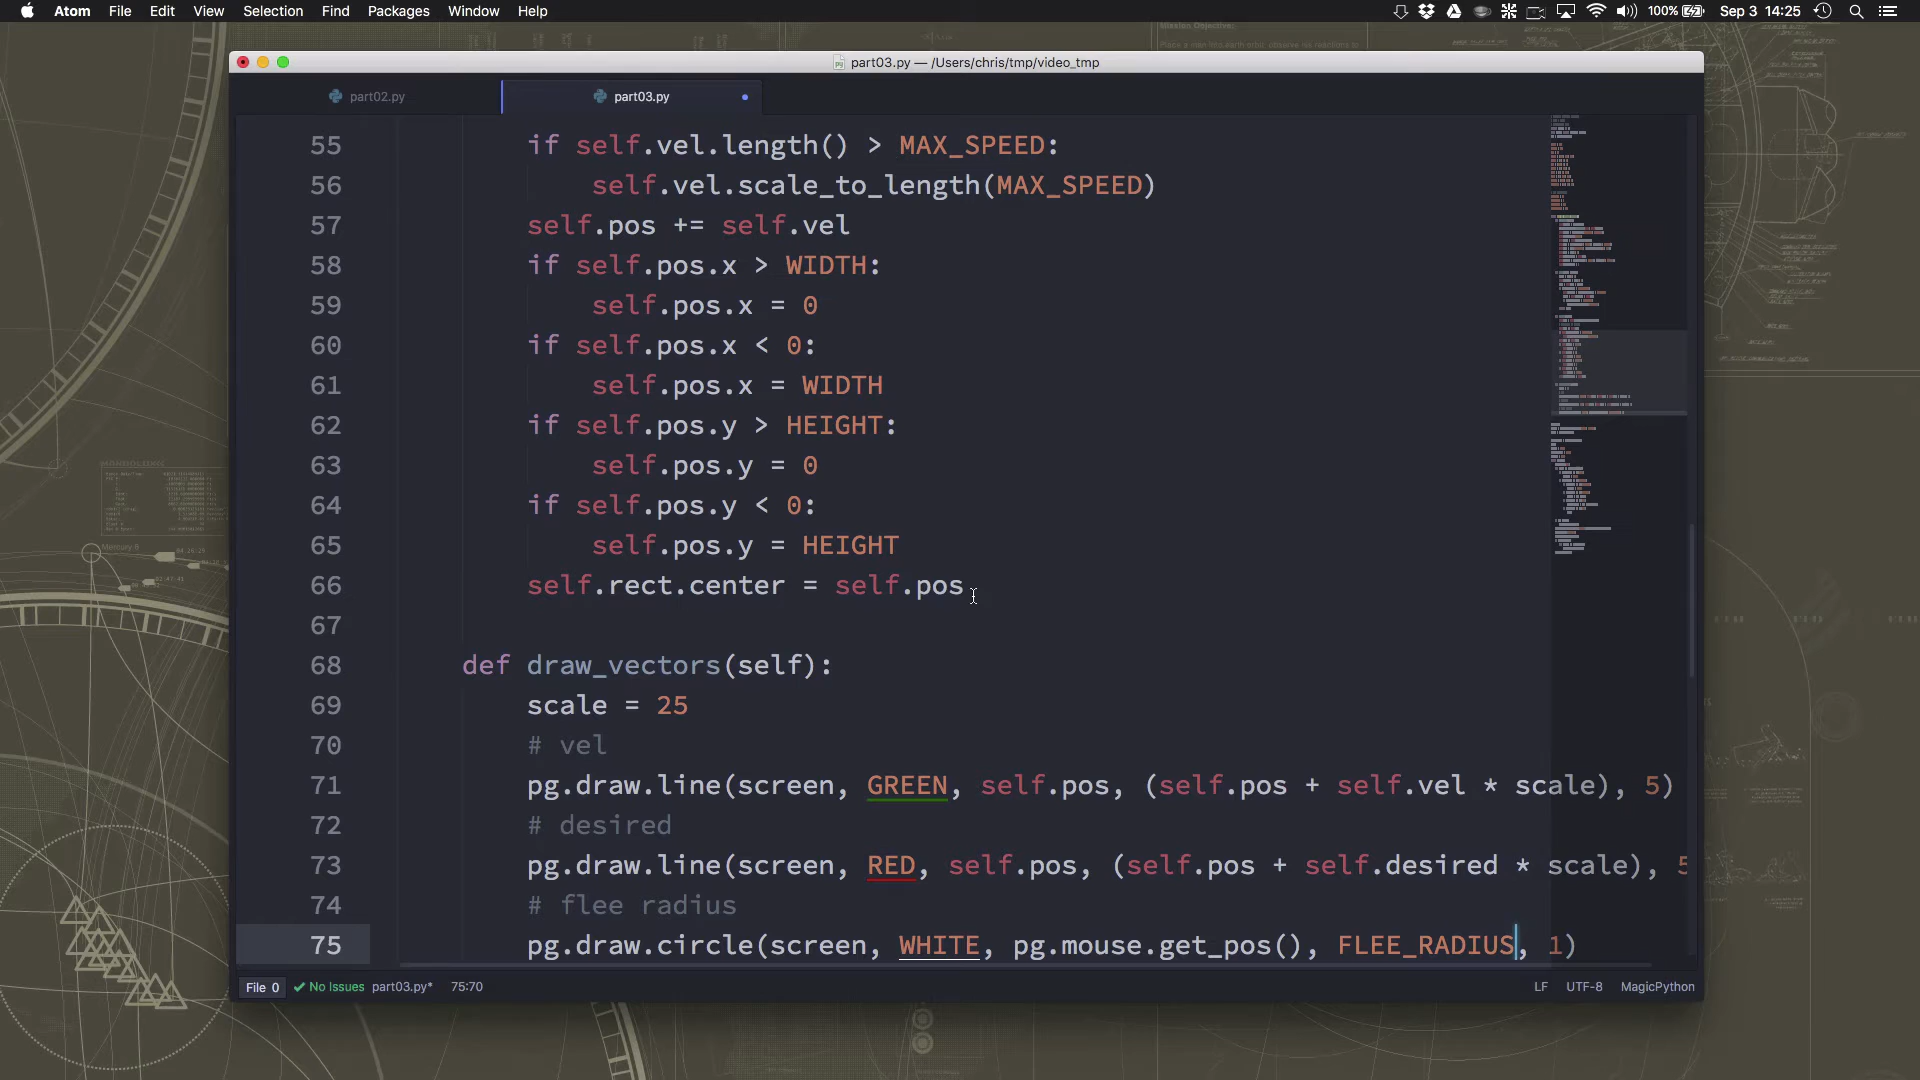 Atom File Edit View Selection Find Packages Window Help
100% Sep 3 14:25
part03.py — /Users/chris/tmp/video_tmp
part02.py
part03.py
55 if self.vel.length() > MAX_SPEED:
56 self.vel.scale_to_length(MAX_SPEED)
57 self.pos += self.vel
58 if self.pos.x > WIDTH:
59 self.pos.x = 0
60 if self.pos.x < 0:
61 self.pos.x = WIDTH
62 if self.pos.y > HEIGHT:
63 self.pos.y = 0
64 if self.pos.y < 0:
65 self.pos.y = HEIGHT
66 self.rect.center = self.pos
67
68 def draw_vectors(self):
69 scale = 25
70 # vel
71 pg.draw.line(screen, GREEN, self.pos, (self.pos + self.vel * scale), 5)
72 # desired
73 pg.draw.line(screen, RED, self.pos, (self.pos + self.desired * scale), 5
74 # flee radius
75 pg.draw.circle(screen, WHITE, pg.mouse.get_pos(), FLEE_RADIUS, 1)
File 0 No Issues part03.py* 75:70 LF UTF-8 MagicPython